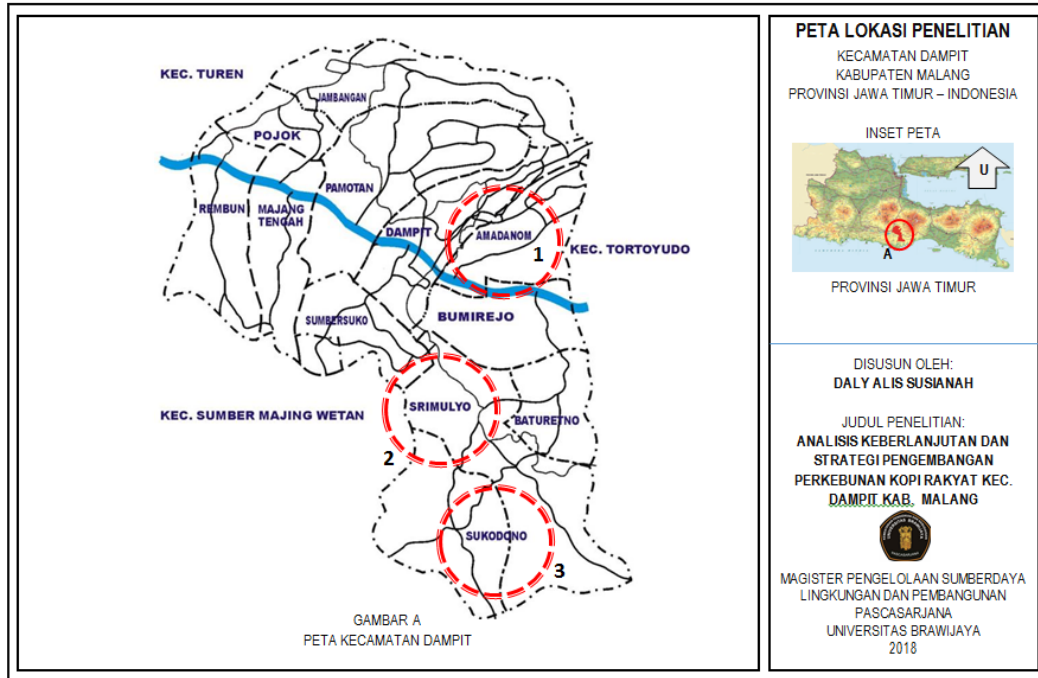 KEC. TUREN
JAMBANGAN
POJOK
PAMOTAN
REMBUN
MAJANG
TENGAH
DAMPIT
AMADANOM
1
KEC. TORTOYUDO
BUMIREJO
SUMBERSUKO
KEC. SUMBER MAJING WETAN
SRIMULYO
BATURETNO
2
SUKODONO
3
GAMBAR A
PETA KECAMATAN DAMPIT
PETA LOKASI PENELITIAN
KECAMATAN DAMPIT
KABUPATEN MALANG
PROVINSI JAWA TIMUR – INDONESIA
INSET PETA
U
A
PROVINSI JAWA TIMUR
DISUSUN OLEH:
DALY ALIS SUSIANAH
JUDUL PENELITIAN:
ANALISIS KEBERLANJUTAN DAN
STRATEGI PENGEMBANGAN
PERKEBUNAN KOPI RAKYAT KEC.
DAMPIT KAB. MALANG
UNIVERSITAS BRAWIJAYA
MAGISTER PENGELOLAAN SUMBERDAYA
LINGKUNGAN DAN PEMBANGUNAN
PASCASARJANA
UNIVERSITAS BRAWIJAYA
2018